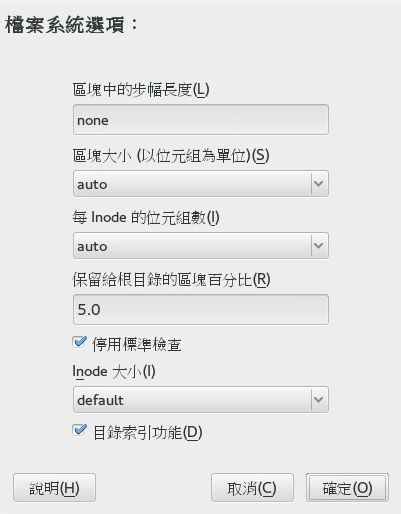 檔案系統選項：
區塊中的步幅長度(L)
none
區塊大小 (以位元組為單位)(S)
auto
每 Inode 的位元組數(I)
auto
保留給根目錄的區塊百分比(R)
5.0
停用標準檢查
Inode 大小(I)
default
目錄索引功能(D)
說明(H) 取消(C) 確定(O)